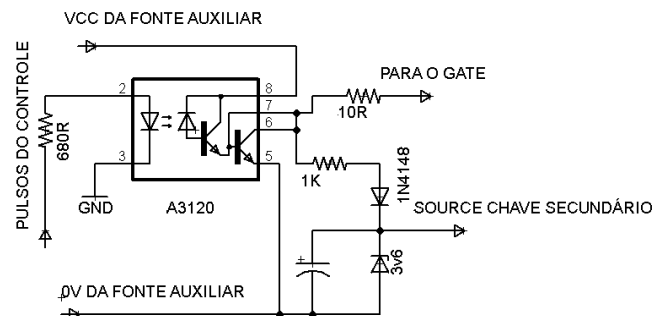 VCC DA FONTE AUXILIAR
PULSOS DO CONTROLE
680R
2
3
8
7
6
5
GND
A3120
10R
PARA O GATE
1K
1N4148
SOURCE CHAVE SECUNDÁRIO
+
3v6
0V DA FONTE AUXILIAR